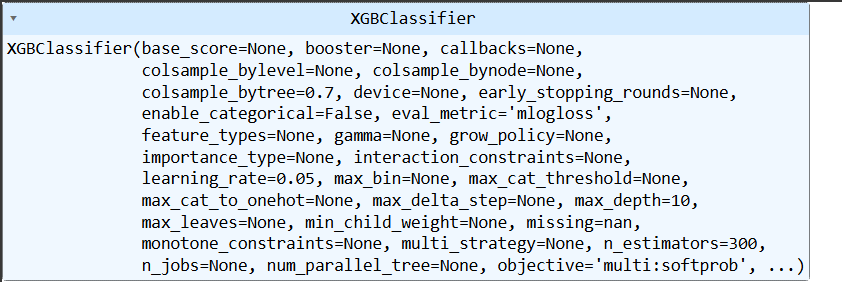 XGBClassifier
XGBClassifier(base_score=None, booster=None, callbacks=None,
colsample_bylevel=None, colsample_bynode=None,
colsample_bytree=0.7, device=None, early_stopping_rounds=None,
enable_categorical=False, eval_metric='mlogloss',
feature_types=None, gamma=None, grow_policy=None,
importance_type=None, interaction_constraints=None,
learning_rate=0.05, max_bin=None, max_cat_threshold=None,
max_cat_to_onehot=None, max_delta_step=None, max_depth=10,
max_leaves=None, min_child_weight=None, missing=nan,
monotone_constraints=None, multi_strategy=None, n_estimators=300,
n_jobs=None, num_parallel_tree=None, objective='multi:softprob', ...)